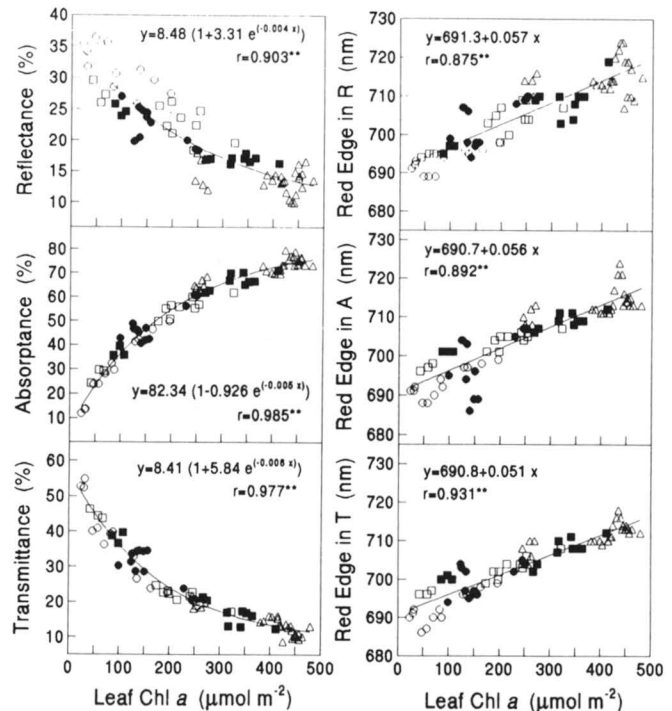 40
35
30
25
20
15
10
Reflectance (%)
y=8.48 (1+3.31 e(-0.004 x))
r=0.903**
80
70
60
50
40
30
20
10
Absorptance (%)
y=82.34 (1-0.926 e(-0.005 x))
r=0.985**
60
50
40
30
20
10
Transmittance (%)
y=8.41 (1+5.84 e(-0.006 x))
r=0.977**
0 100 200 300 400 500
Leaf Chl a (μmol m-2)
730
720
710
700
690
680
Red Edge in R (nm)
y=691.3+0.057 x
r=0.875**
730
720
710
700
690
680
Red Edge in A (nm)
y=690.7+0.056 x
r=0.892**
730
720
710
700
690
680
Red Edge in T (nm)
y=690.8+0.051 x
r=0.931**
0 100 200 300 400 500
Leaf Chl a (μmol m-2)